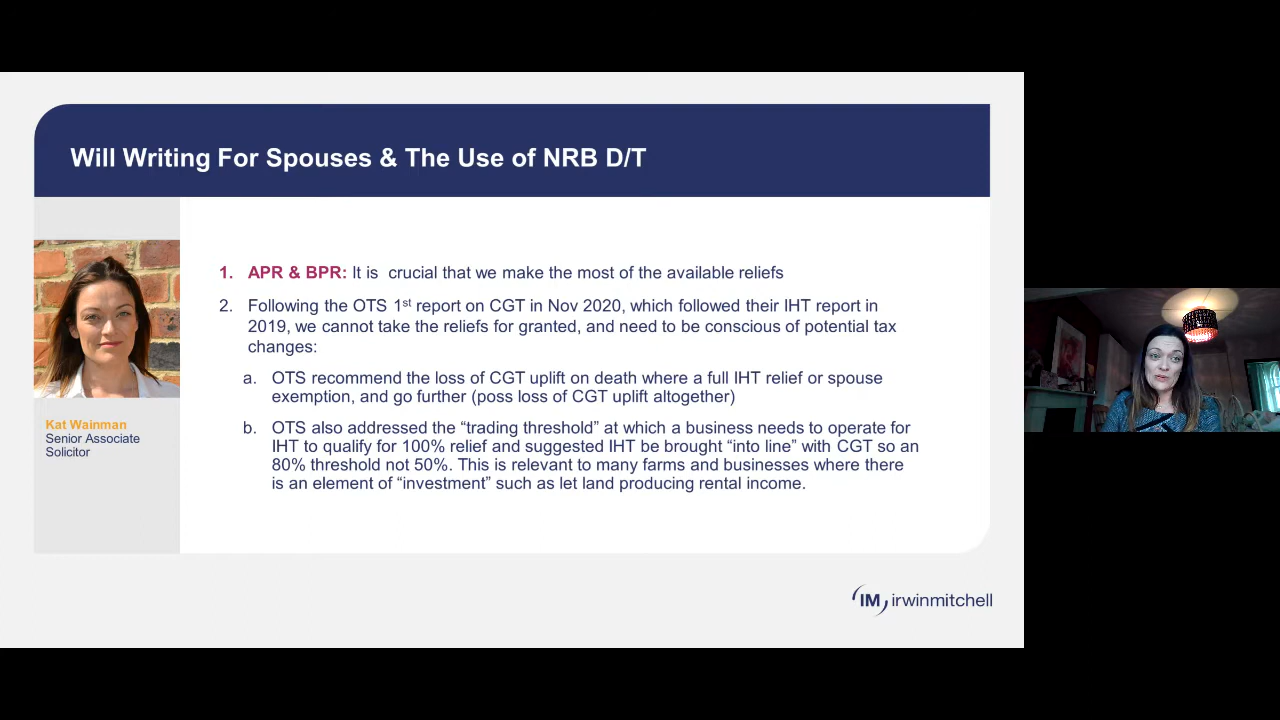 Will Writing For Spouses & The Use of NRB D/T
1. APR & BPR: It is crucial that we make the most of the available reliefs
2. Following the OTS 1st report on CGT in Nov 2020, which followed their IHT report in
2019, we cannot take the reliefs for granted, and need to be conscious of potential tax
changes:
a. OTS recommend the loss of CGT uplift on death where a full IHT relief or spouse
exemption, and go further (poss loss of CGT uplift altogether)
b. OTS also addressed the “trading threshold” at which a business needs to operate for
IHT to qualify for 100% relief and suggested IHT be brought “into line” with CGT so an
80% threshold not 50%. This is relevant to many farms and businesses where there
is an element of “investment” such as let land producing rental income.
Kat Wainman
Senior Associate
Solicitor
IM irwinmitchell